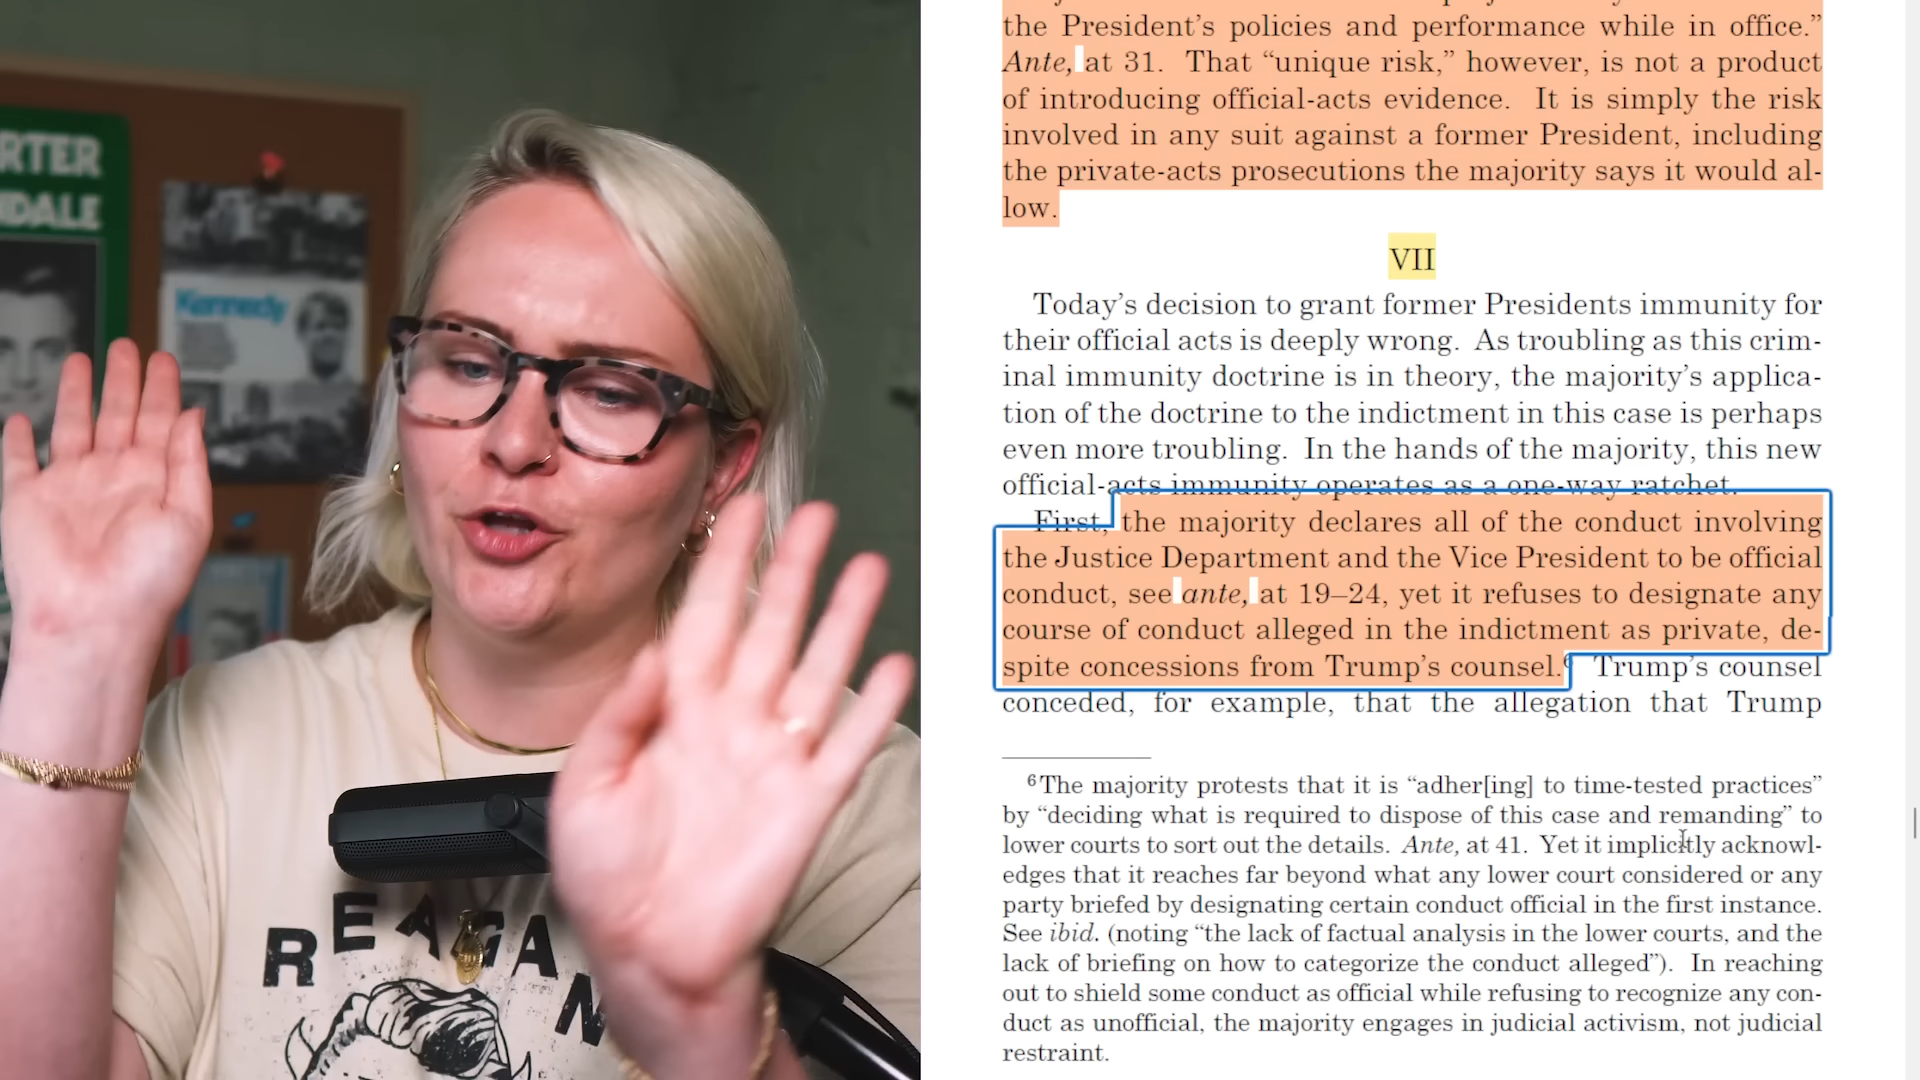 RTER
DALE
Kennedy
REAGAN
the President’s policies and performance while in office.”
Ante, at 31. That “unique risk,” however, is not a product
of introducing official-acts evidence. It is simply the risk
involved in any suit against a former President, including
the private-acts prosecutions the majority says it would al-
low.
VII
Today’s decision to grant former Presidents immunity for
their official acts is deeply wrong. As troubling as this crim-
inal immunity doctrine is in theory, the majority’s applica-
tion of the doctrine to the indictment in this case is perhaps
even more troubling. In the hands of the majority, this new
official-acts immunity operates as a one-way ratchet.
First, the majority declares all of the conduct involving
the Justice Department and the Vice President to be official
conduct, see ante, at 19–24, yet it refuses to designate any
course of conduct alleged in the indictment as private, de-
spite concessions from Trump’s counsel.6 Trump’s counsel
conceded, for example, that the allegation that Trump
6 The majority protests that it is “adher[ing] to time-tested practices”
by “deciding what is required to dispose of this case and remanding” to
lower courts to sort out the details. Ante, at 41. Yet it implicitly acknowl-
edges that it reaches far beyond what any lower court considered or any
party briefed by designating certain conduct official in the first instance.
See ibid. (noting “the lack of factual analysis in the lower courts, and the
lack of briefing on how to categorize the conduct alleged”). In reaching
out to shield some conduct as official while refusing to recognize any con-
duct as unofficial, the majority engages in judicial activism, not judicial
restraint.